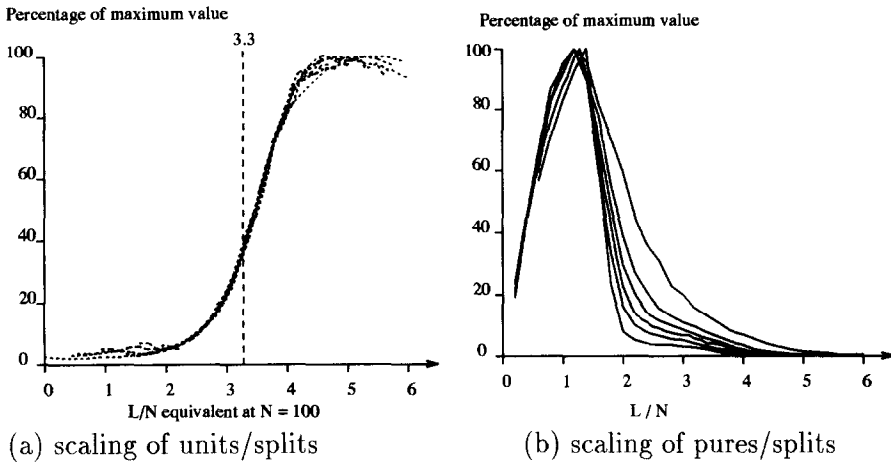 Percentage of maximum value
3.3
100
80
60
40
20
0
0 1 2 3 4 5 6
L/N equivalent at N = 100
(a) scaling of units/splits
Percentage of maximum value
100
80
60
40
20
0
0 1 2 3 4 5 6
L / N
(b) scaling of pures/splits